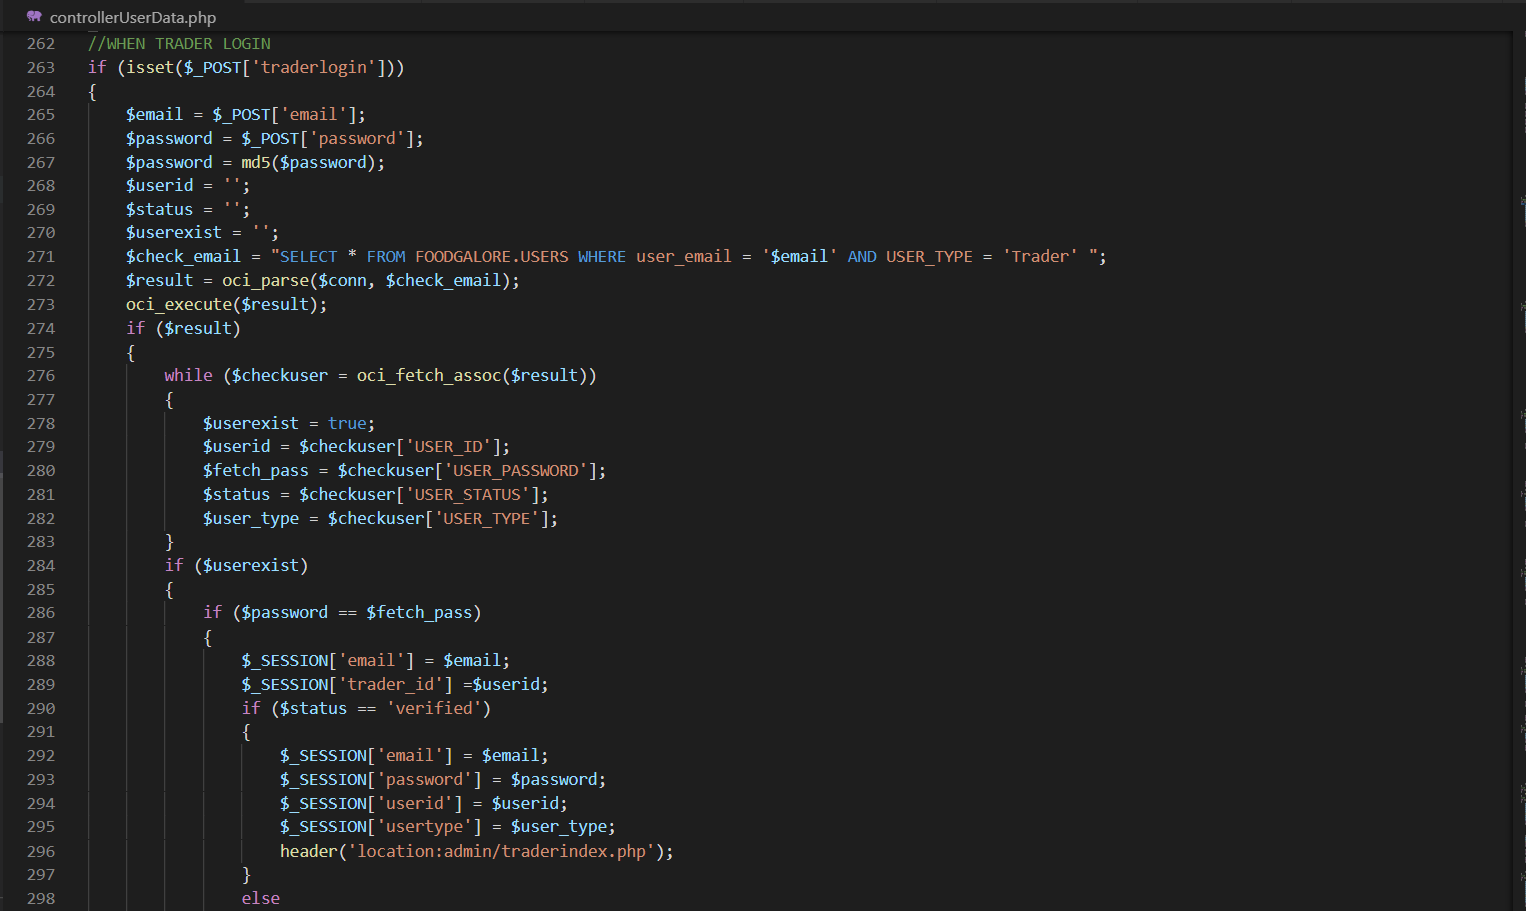 controllerUserData.php
262 //WHEN TRADER LOGIN
263 if (isset($_POST['traderlogin']))
264 {
265 $email = $_POST['email'];
266 $password = $_POST['password'];
267 $password = md5($password);
268 $userid = '';
269 $status = '';
270 $userexist = '';
271 $check_email = "SELECT * FROM FOODGALORE.USERS WHERE user_email = '$email' AND USER_TYPE = 'Trader' ";
272 $result = oci_parse($conn, $check_email);
273 oci_execute($result);
274 if ($result)
275 {
276 while ($checkuser = oci_fetch_assoc($result))
277 {
278 $userexist = true;
279 $userid = $checkuser['USER_ID'];
280 $fetch_pass = $checkuser['USER_PASSWORD'];
281 $status = $checkuser['USER_STATUS'];
282 $user_type = $checkuser['USER_TYPE'];
283 }
284 if ($userexist)
285 {
286 if ($password == $fetch_pass)
287 {
288 $_SESSION['email'] = $email;
289 $_SESSION['trader_id'] =$userid;
290 if ($status == 'verified')
291 {
292 $_SESSION['email'] = $email;
293 $_SESSION['password'] = $password;
294 $_SESSION['userid'] = $userid;
295 $_SESSION['usertype'] = $user_type;
296 header('location:admin/traderindex.php');
297 }
298 else